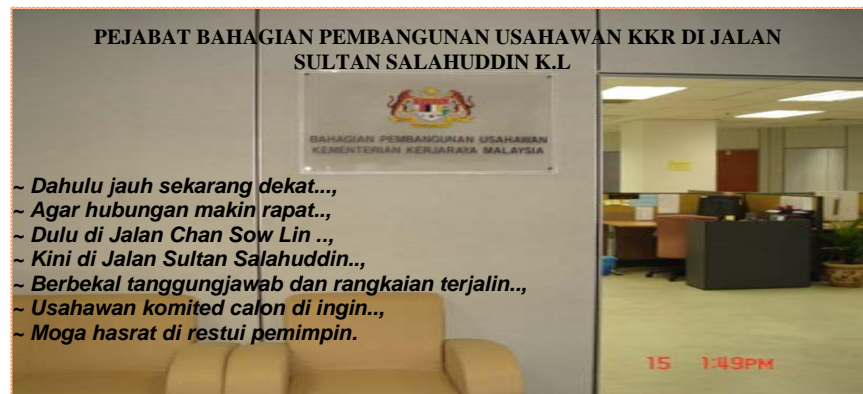 PEJABAT BAHAGIAN PEMBANGUNAN USAHAWAN KKR DI JALAN
SULTAN SALAHUDDIN K.L
BAHAGIAN PEMBANGUNAN USAHAWAN
KEMENTERIAN KERJARAYA MALAYSIA
~ Dahulu jauh sekarang dekat...,
~ Agar hubungan makin rapat..,
~ Dulu di Jalan Chan Sow Lin ..,
~ Kini di Jalan Sultan Salahuddin..,
~ Berbekal tanggungjawab dan rangkaian terjalin..,
~ Usahawan komited calon di ingin..,
~ Moga hasrat di restui pemimpin.
15 1:49PM